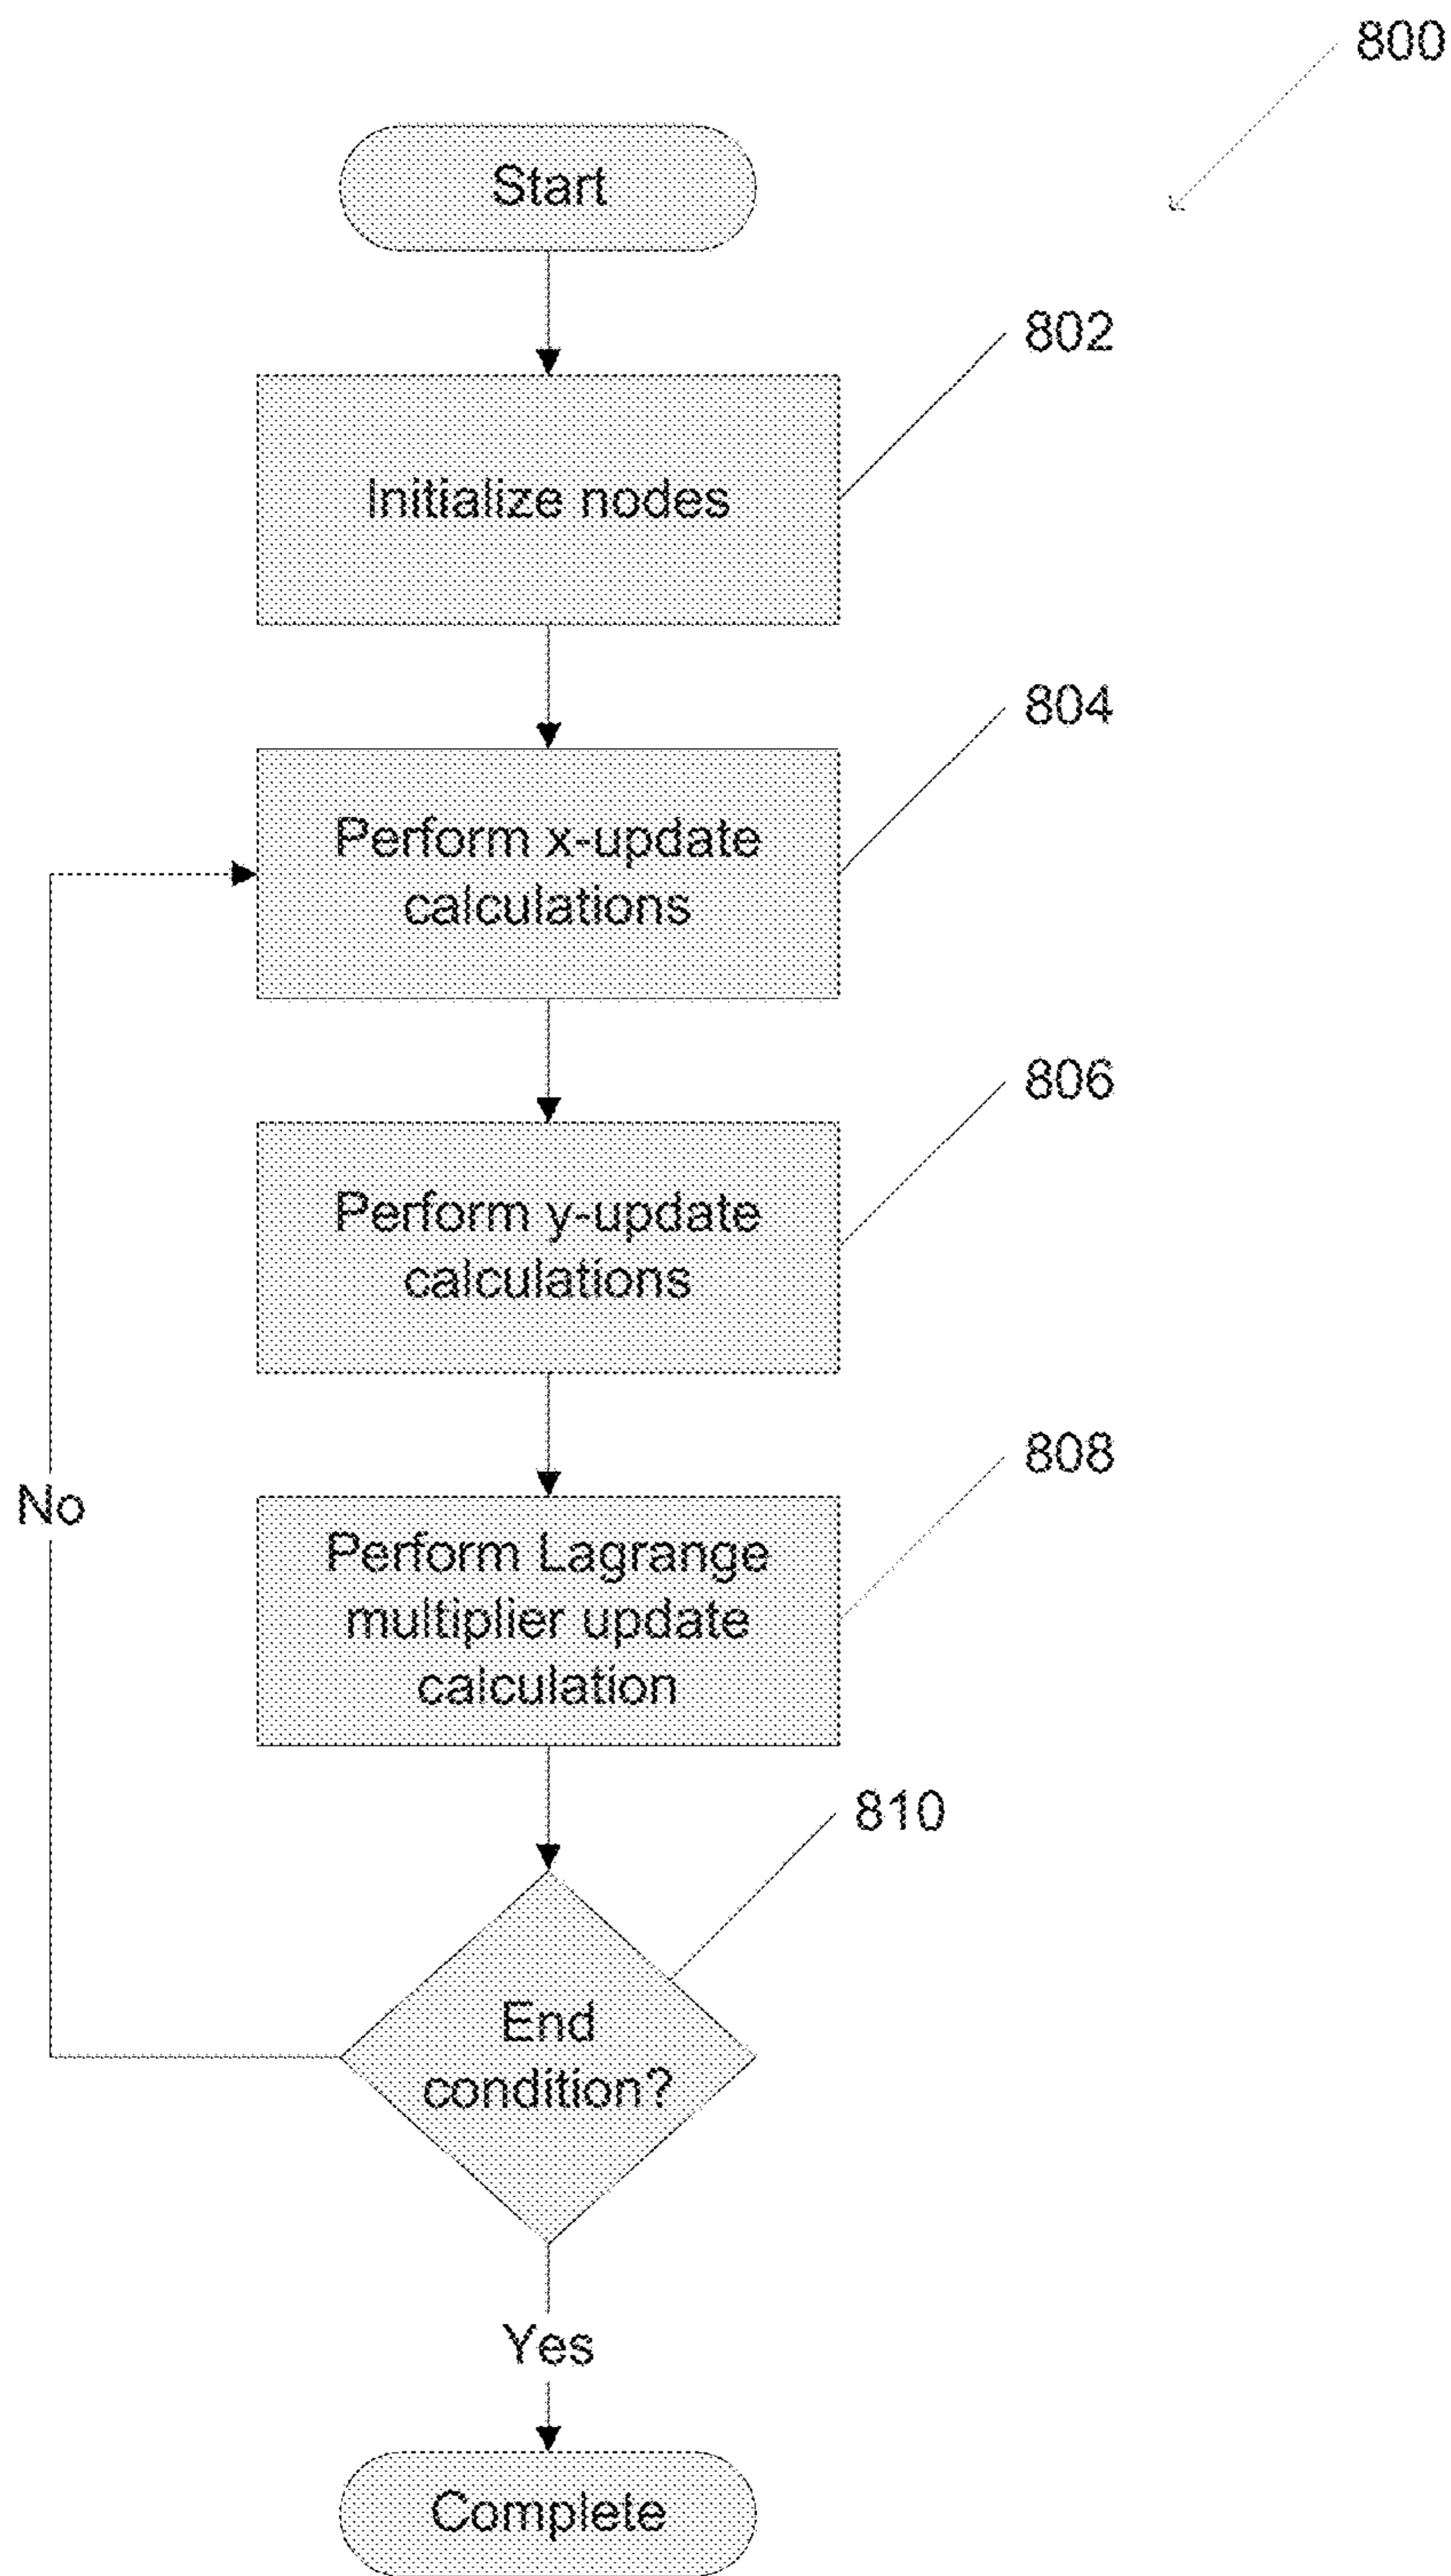 800
Start
802
Initialize nodes
804
Perform x-update
calculations
806
Perform y-update
calculations
808
No
Perform Lagrange
multiplier update
calculation
810
End
condition?
Yes
Complete